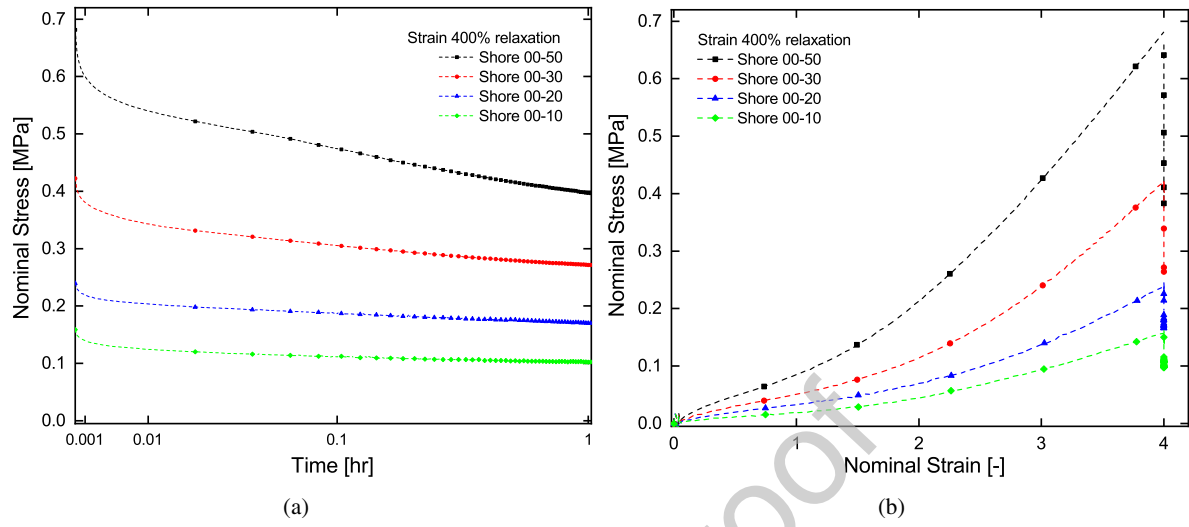 0.7
0.6
0.5
0.4
0.3
0.2
0.1
0.0
Nominal Stress [MPa]
0.001 0.01 0.1 1
Time [hr]
Strain 400% relaxation
Shore 00-50
Shore 00-30
Shore 00-20
Shore 00-10
(a)
0.7
0.6
0.5
0.4
0.3
0.2
0.1
0.0
Nominal Stress [MPa]
0 1 2 3 4
Nominal Strain [-]
Strain 400% relaxation
Shore 00-50
Shore 00-30
Shore 00-20
Shore 00-10
(b)
roof